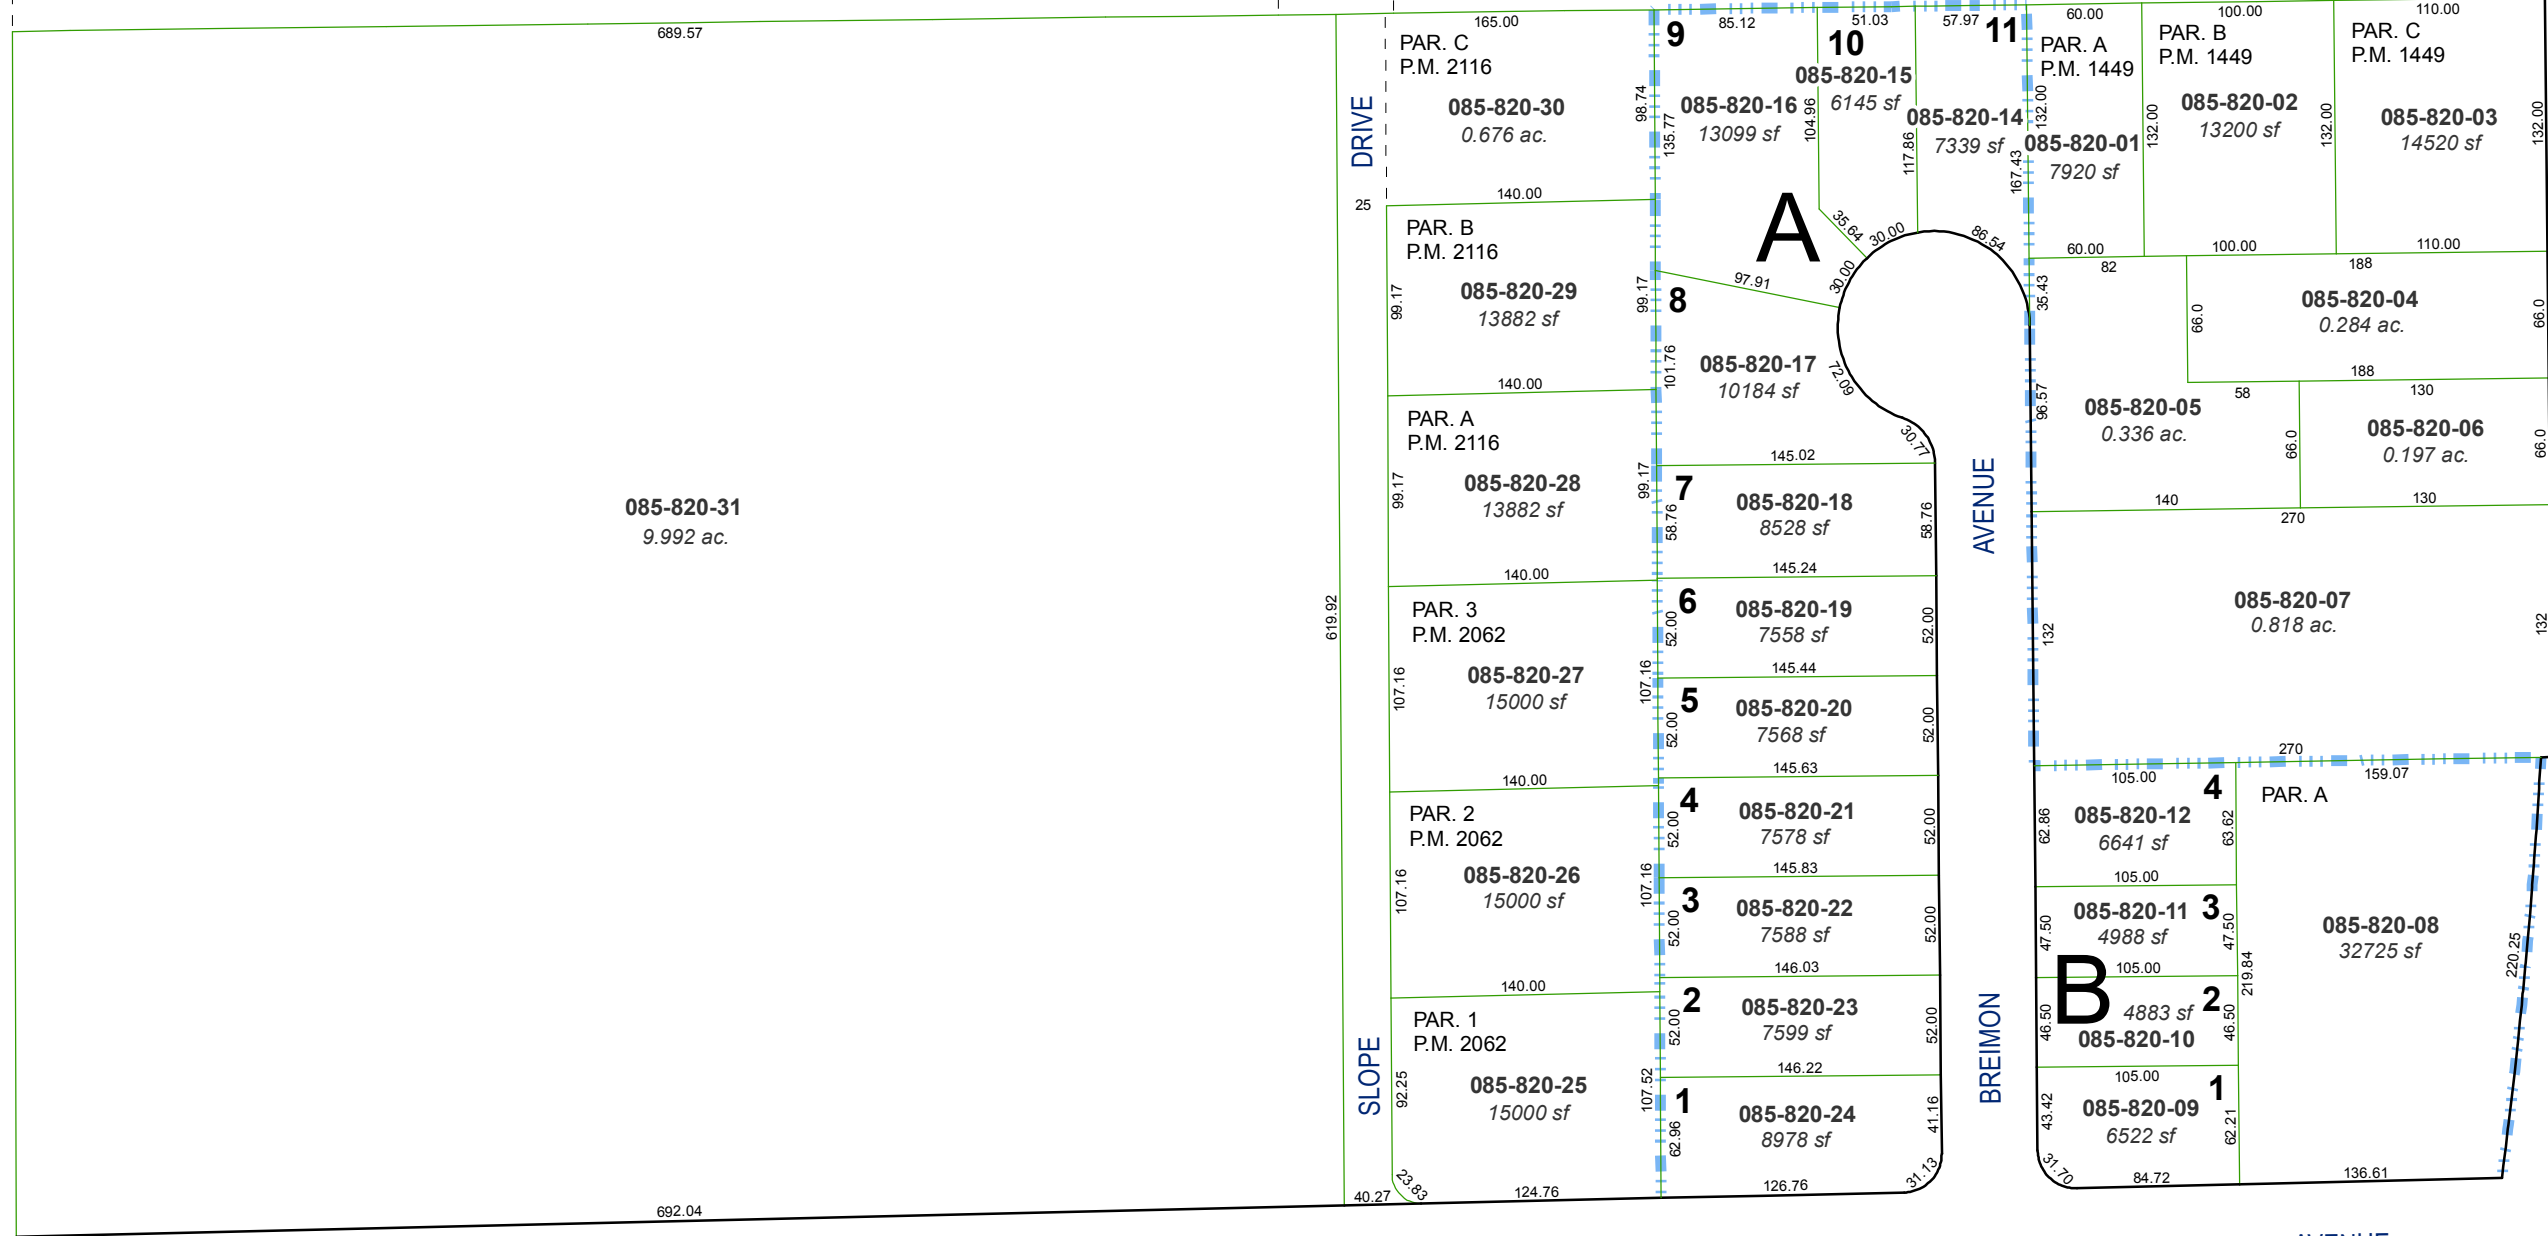 689.57
085-820-31
9.992 ac.
619.92
692.04
DRIVE
SLOPE
25
40.27
165.00
PAR. C
P.M. 2116
085-820-30
0.676 ac.
98.74
140.00
PAR. B
P.M. 2116
085-820-29
13882 sf
99.17
99.17
140.00
PAR. A
P.M. 2116
085-820-28
13882 sf
99.17
99.17
140.00
PAR. 3
P.M. 2062
085-820-27
15000 sf
107.16
107.16
140.00
PAR. 2
P.M. 2062
085-820-26
15000 sf
107.16
107.16
140.00
PAR. 1
P.M. 2062
085-820-25
15000 sf
92.25
107.52
23.83
124.76
A
9
85.12
085-820-16
13099 sf
135.77
104.96
35.64
30.00
97.91
10
51.03
085-820-15
6145 sf
117.86
30.00
11
57.97
085-820-14
7339 sf
167.43
86.54
8
085-820-17
10184 sf
101.76
72.09
30.77
145.02
7
085-820-18
8528 sf
58.76
58.76
145.24
6
085-820-19
7558 sf
52.00
52.00
145.44
5
085-820-20
7568 sf
52.00
52.00
145.63
4
085-820-21
7578 sf
52.00
52.00
145.83
3
085-820-22
7588 sf
52.00
52.00
146.03
2
085-820-23
7599 sf
52.00
52.00
146.22
1
085-820-24
8978 sf
62.96
41.16
31.13
126.76
AVENUE
BREIMON
60.00
PAR. A
P.M. 1449
132.00
085-820-01
7920 sf
60.00
100.00
PAR. B
P.M. 1449
085-820-02
13200 sf
132.00
132.00
100.00
110.00
PAR. C
P.M. 1449
085-820-03
14520 sf
132.00
110.00
82
188
35.43
085-820-04
0.284 ac.
66.0
66.0
188
96.57
085-820-05
0.336 ac.
58
130
66.0
085-820-06
0.197 ac.
66.0
140
130
270
085-820-07
0.818 ac.
132
132
270
B
105.00
4
085-820-12
6641 sf
62.86
63.62
105.00
085-820-11
3
4988 sf
47.50
47.50
105.00
4883 sf
2
085-820-10
46.50
46.50
105.00
1
085-820-09
6522 sf
43.42
62.21
31.70
84.72
159.07
PAR. A
085-820-08
32725 sf
219.84
220.25
136.61
AVENUE